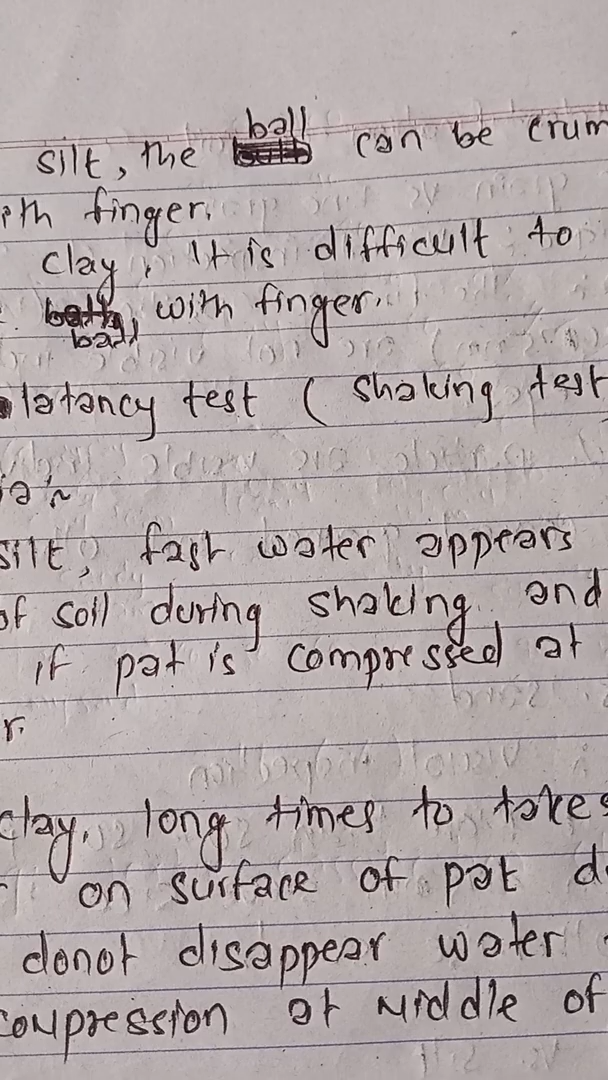 silt, the ball can be crum
ith finger.
clay, It is difficult to
ball with finger.
latancy test ( shaking test
silt, fast water appears
of soil during shaking and
if pat is compressed at
r.
clay, long times to takes
on surface of pat d
donot disappear water
compression at middle of